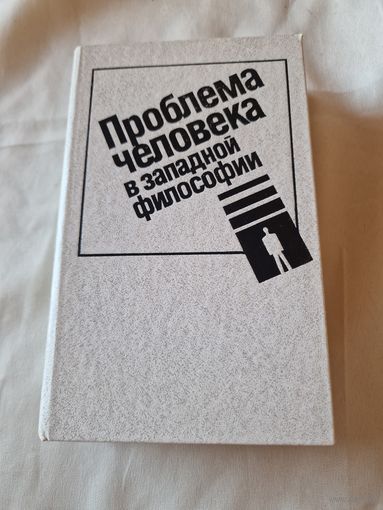 Проблема
человека
в западной
философии